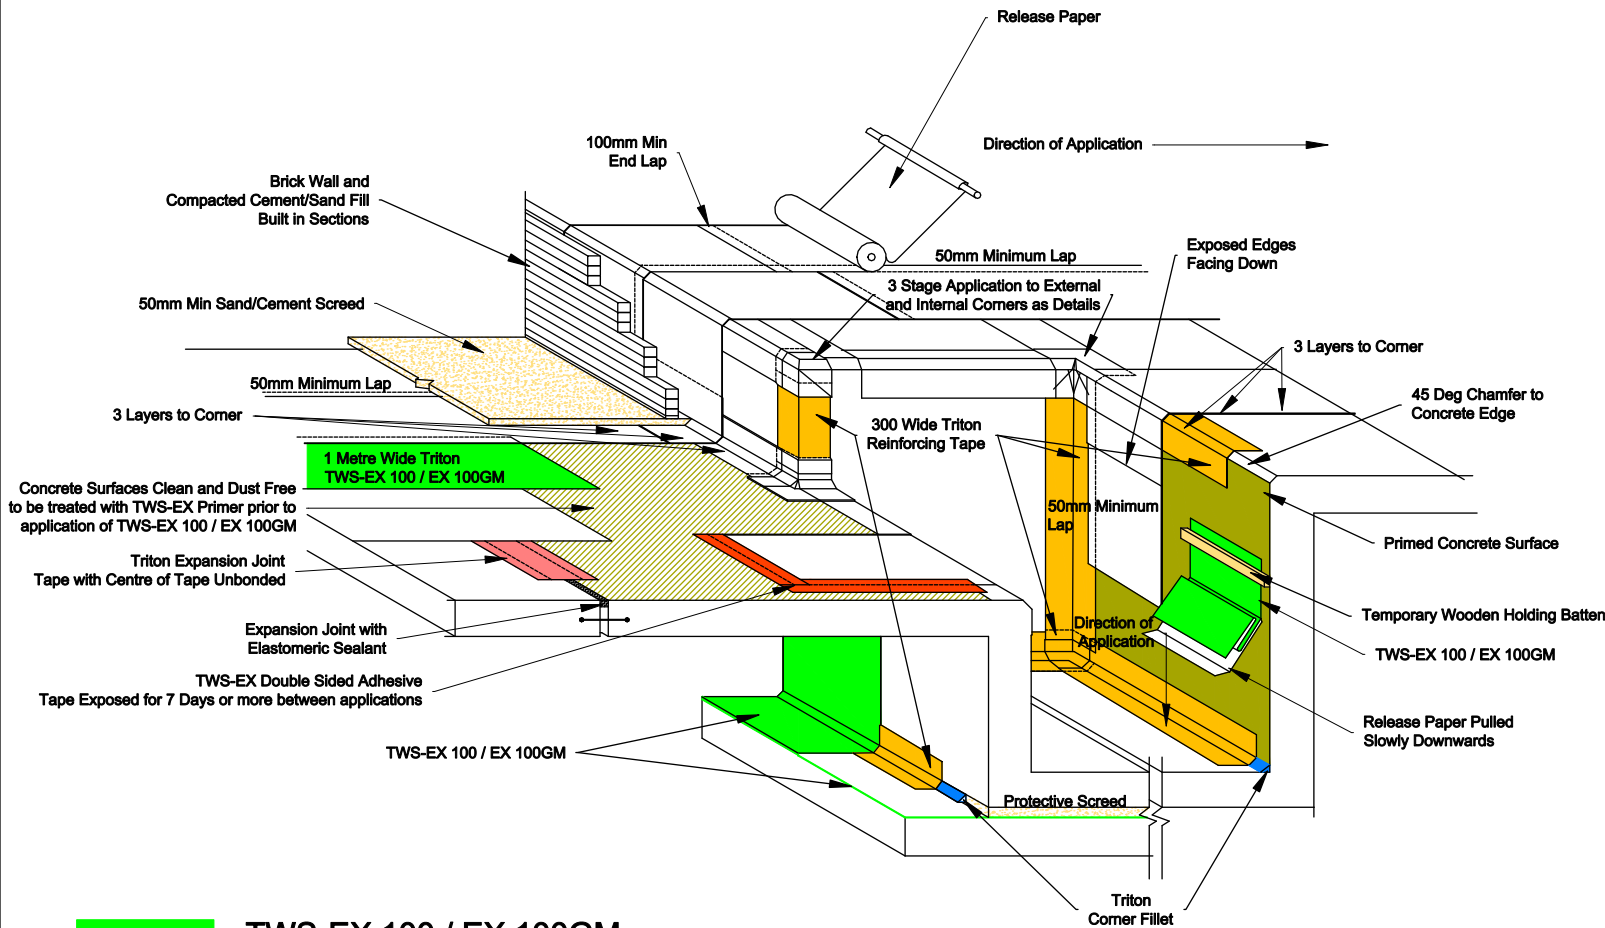 Release Paper
Direction of Application
100mm Min
End Lap
Brick Wall and
Compacted Cement/Sand Fill
Built in Sections
Exposed Edges
Facing Down
50mm Minimum Lap
3 Stage Application to External
and Internal Corners as Details
50mm Min Sand/Cement Screed
3 Layers to Corner
50mm Minimum Lap
45 Deg Chamfer to
Concrete Edge
3 Layers to Corner
300 Wide Triton
Reinforcing Tape
1 Metre Wide Triton
TWS-EX 100 / EX 100GM
Concrete Surfaces Clean and Dust Free
to be treated with TWS-EX Primer prior to
application of TWS-EX 100 / EX 100GM
50mm Minimum
Lap
Primed Concrete Surface
Triton Expansion Joint
Tape with Centre of Tape Unbonded
Temporary Wooden Holding Batten
Direction of
Application
Expansion Joint with
Elastomeric Sealant
TWS-EX 100 / EX 100GM
TWS-EX Double Sided Adhesive
Tape Exposed for 7 Days or more between applications
Release Paper Pulled
Slowly Downwards
TWS-EX 100 / EX 100GM
Protective Screed
Triton
Corner Fillet
TWS-EX 100 / EX 100GM